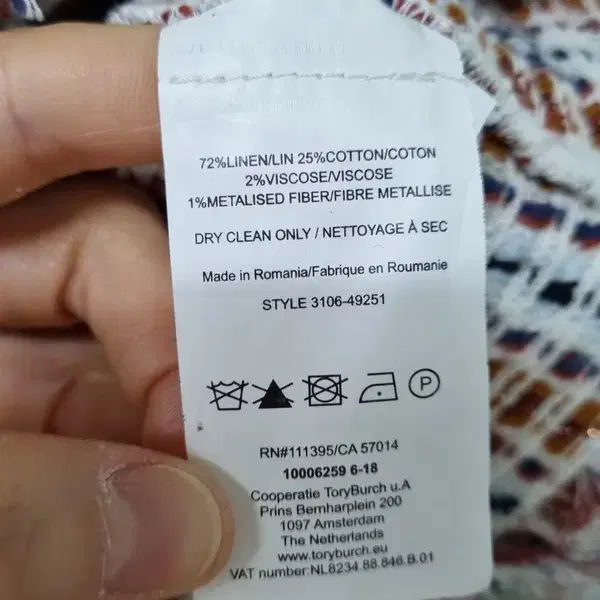 72%LINEN/LIN 25%COTTON/COTON
2%VISCOSE/VISCOSE
1%METALISED FIBER/FIBRE METALLISE
DRY CLEAN ONLY / NETTOYAGE À SEC
Made in Romania/Fabrique en Roumanie
STYLE 3106-49251
P
RN#111395/CA 57014
10006259 6-18
Cooperatie ToryBurch u.A
Prins Bernharplein 200
1097 Amsterdam
The Netherlands
www.toryburch.eu
VAT number:NL8234.88.846.B.01